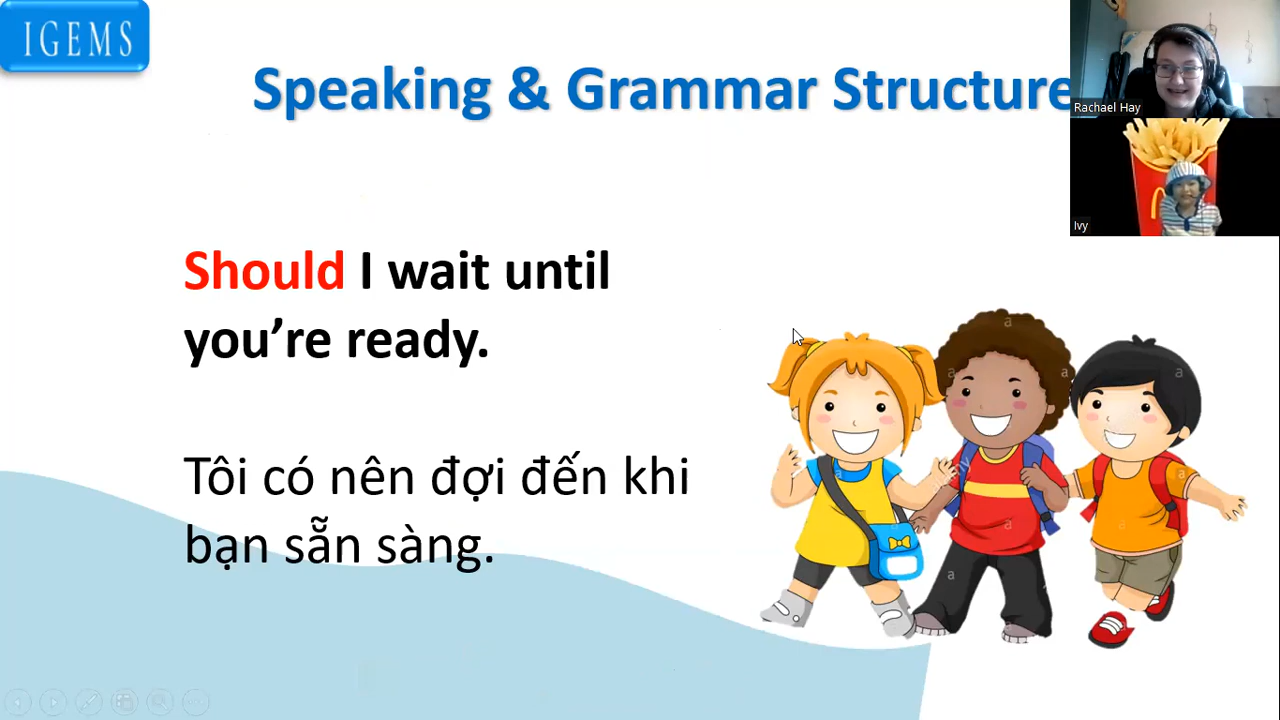 IGEMS
Speaking & Grammar Structure
Rachael Hay
Ivy
Should I wait until
you’re ready.
Tôi có nên đợi đến khi
bạn sẵn sàng.